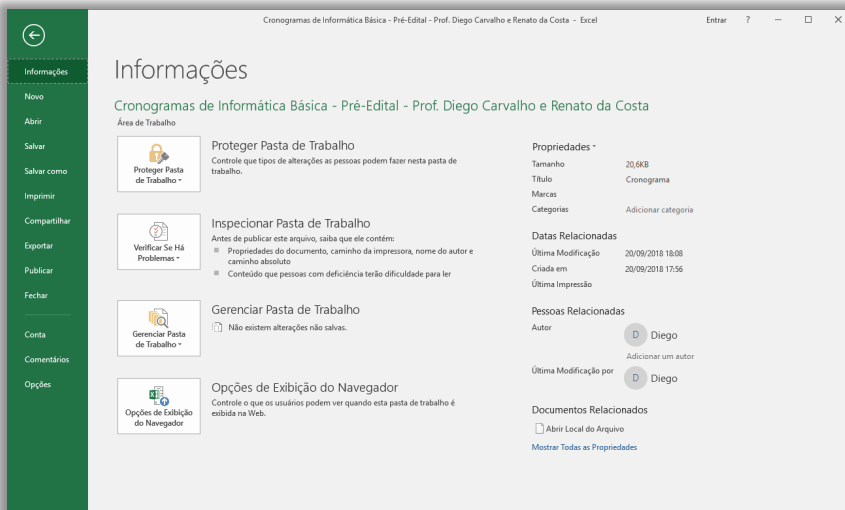 Cronogramas de Informática Básica - Pré-Edital - Prof. Diego Carvalho e Renato da Costa - Excel
Entrar ?
Informações
Novo
Abrir
Salvar
Salvar como
Imprimir
Compartilhar
Exportar
Publicar
Fechar
Conta
Comentários
Opções
Informações
Cronogramas de Informática Básica - Pré-Edital - Prof. Diego Carvalho e Renato da Costa
Área de Trabalho
Proteger Pasta
de Trabalho
Proteger Pasta de Trabalho
Controle que tipos de alterações as pessoas podem fazer nesta pasta de
trabalho.
Verificar Se Há
Problemas
Inspecionar Pasta de Trabalho
Antes de publicar este arquivo, saiba que ele contém:
Propriedades do documento, caminho da impressora, nome do autor e
caminho absoluto
Conteúdo que pessoas com deficiência terão dificuldade para ler
Gerenciar Pasta
de Trabalho
Gerenciar Pasta de Trabalho
Não existem alterações não salvas.
Opções de Exibição
do Navegador
Opções de Exibição do Navegador
Controle o que os usuários podem ver quando esta pasta de trabalho é
exibida na Web.
Propriedades
Tamanho 20,6KB
Título Cronograma
Marcas
Categorias Adicionar categoria
Datas Relacionadas
Última Modificação 20/09/2018 18:08
Criada em 20/09/2018 17:56
Última Impressão
Pessoas Relacionadas
Autor D Diego
Adicionar um autor
Última Modificação por D Diego
Documentos Relacionados
Abrir Local do Arquivo
Mostrar Todas as Propriedades